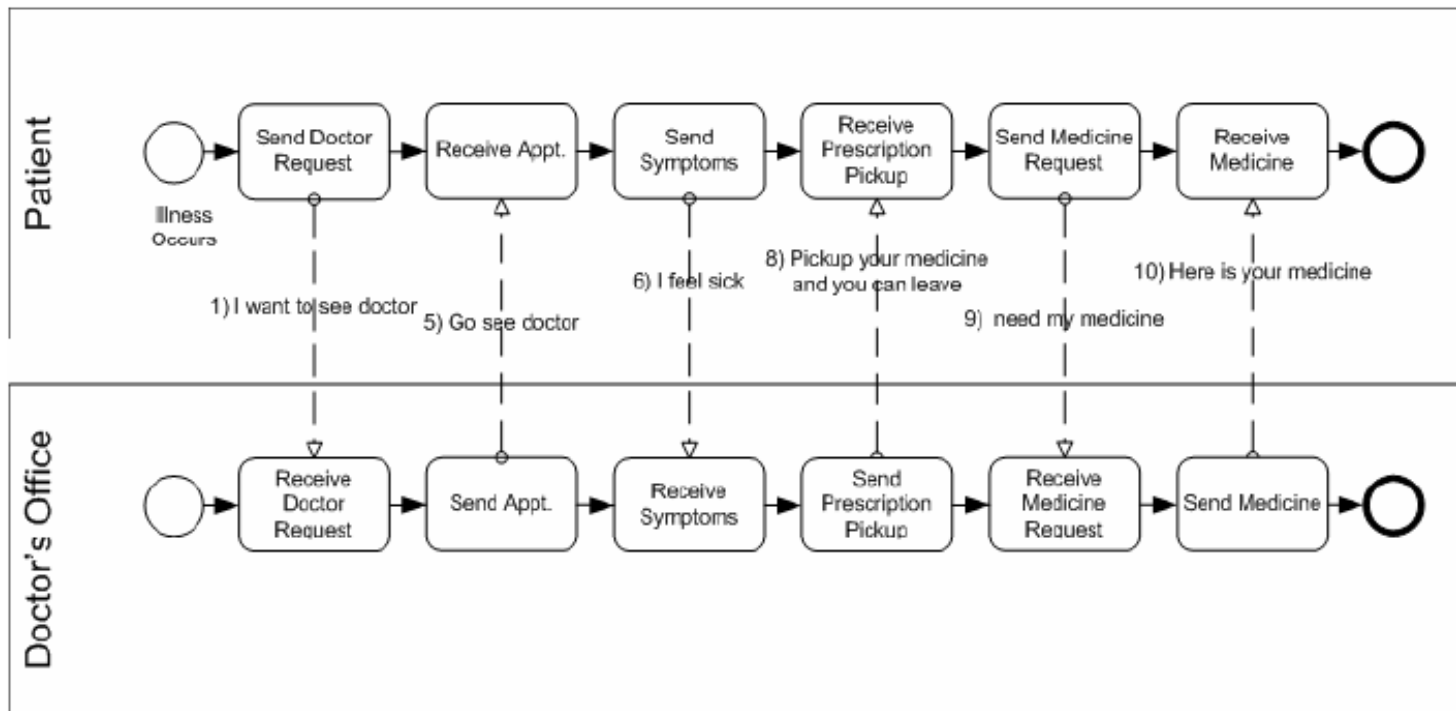 Patient
Send Doctor
Request
Receive Appt.
Send
Symptoms
Receive
Prescription
Pickup
Send Medicine
Request
Receive
Medicine
Illness
Occurs
1) I want to see doctor
5) Go see doctor
6) I feel sick
8) Pickup your medicine
and you can leave
9) need my medicine
10) Here is your medicine
Doctor's Office
Receive
Doctor
Request
Send Appt.
Receive
Symptoms
Send
Prescription
Pickup
Receive
Medicine
Request
Send Medicine